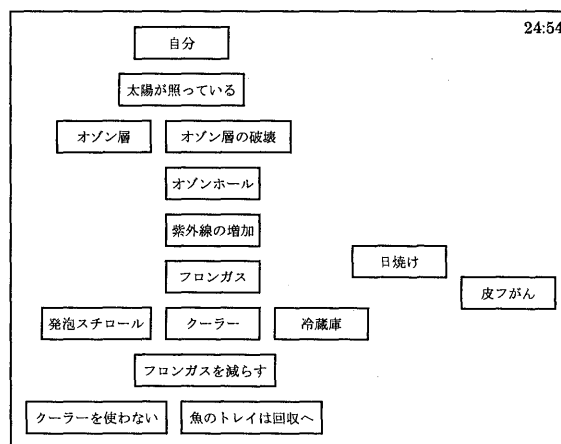 24:54
自分
太陽が照っている
オゾン層 オゾン層の破壊
オゾンホール
紫外線の増加
日焼け
フロンガス
皮フがん
発泡スチロール クーラー 冷蔵庫
フロンガスを減らす
クーラーを使わない 魚のトレイは回収へ